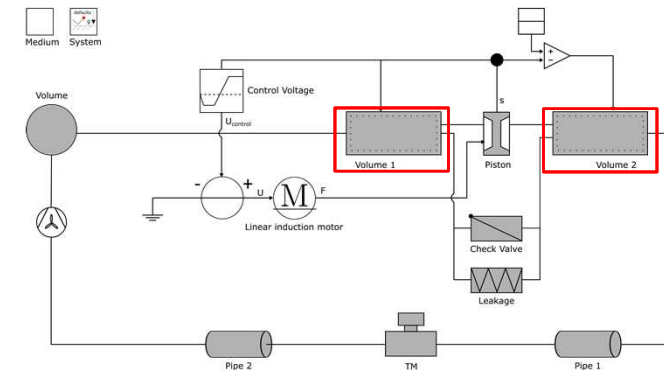 defaults
g
Medium
System
Volume
Control Voltage
Ucontrol
s
+
−
Volume 1
Piston
Volume 2
-
+
U
M
F
Linear induction motor
Check Valve
Leakage
Pipe 2
TM
Pipe 1